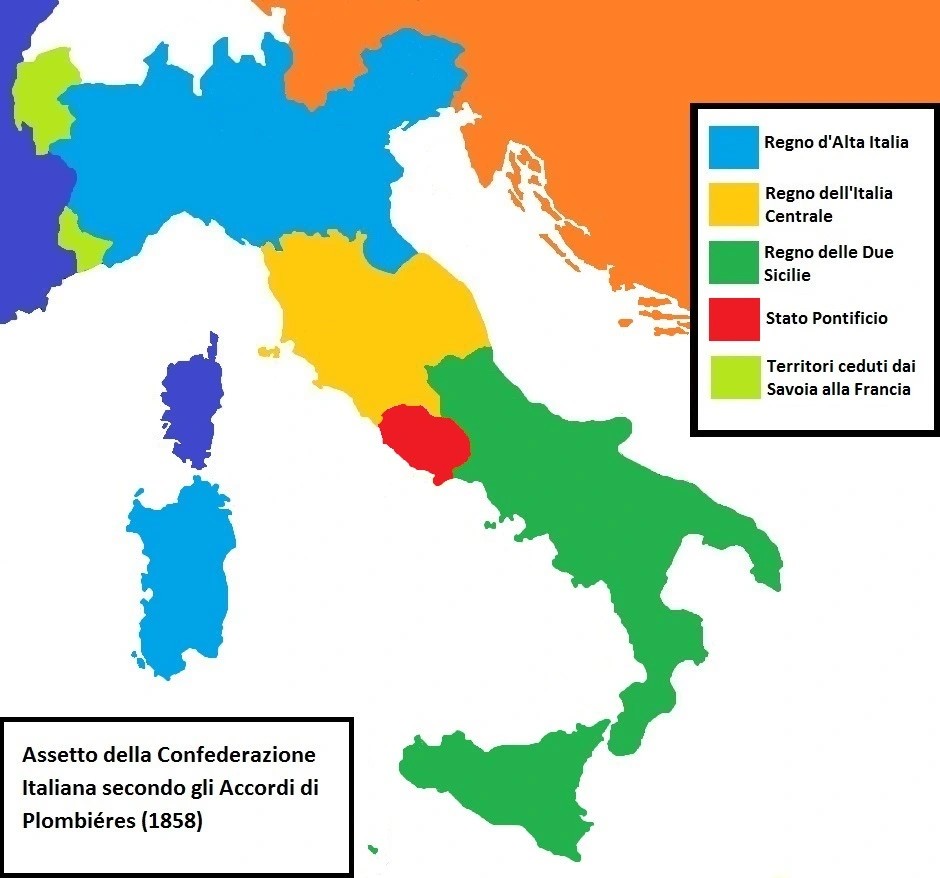 Regno d'Alta Italia
Regno dell'Italia
Centrale
Regno delle Due
Sicilie
Stato Pontificio
Territori ceduti dai
Savoia alla Francia
Assetto della Confederazione
Italiana secondo gli Accordi di
Plombiéres (1858)